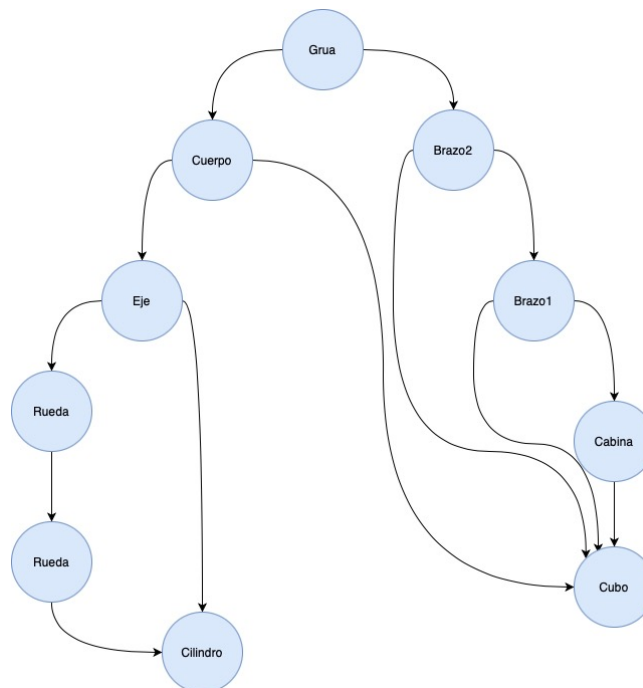 Grua
Brazo2
Cuerpo
Eje
Brazo1
Rueda
Cabina
Rueda
Cubo
Cilindro